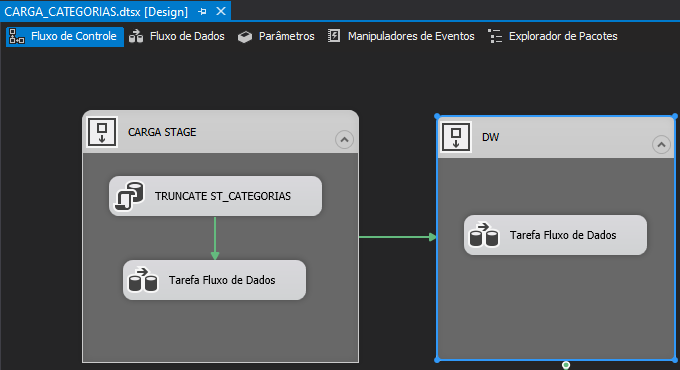 CARGA_CATEGORIAS.dtsx [Design]
Fluxo de Controle Fluxo de Dados Parâmetros Manipuladores de Eventos Explorador de Pacotes
CARGA STAGE
TRUNCATE ST_CATEGORIAS
Tarefa Fluxo de Dados
DW
Tarefa Fluxo de Dados